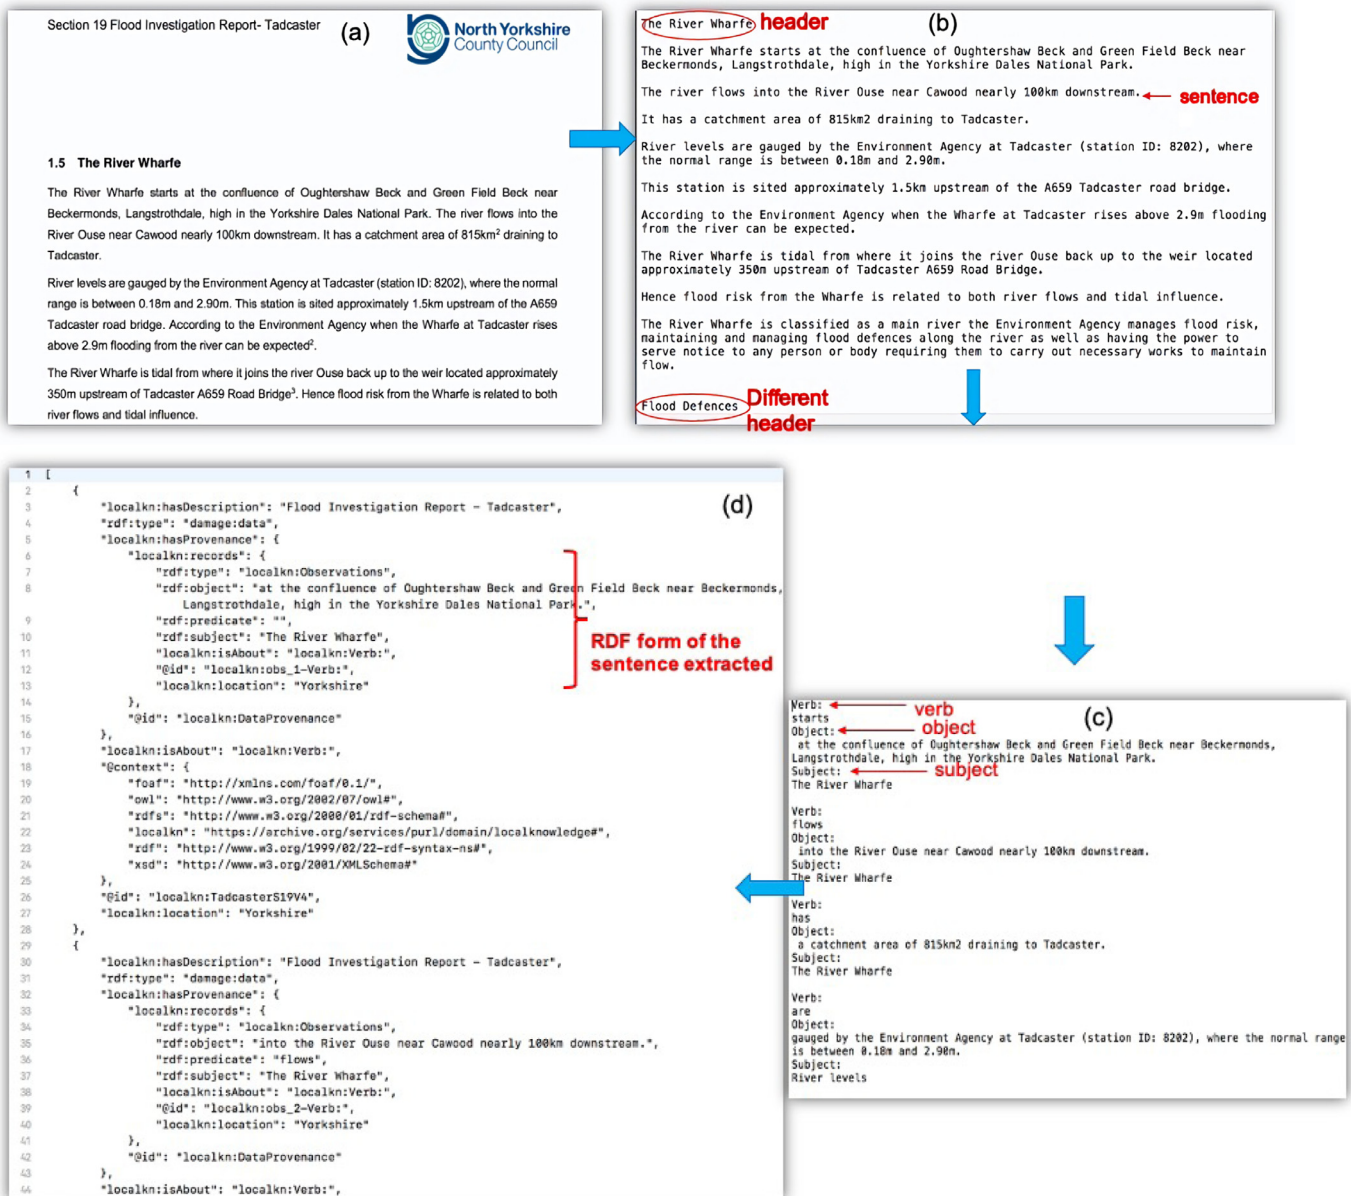 Section 19 Flood Investigation Report- Tadcaster
(a)
North Yorkshire
County Council
1.5 The River Wharfe
The River Wharfe starts at the confluence of Oughtershaw Beck and Green Field Beck near
Beckermonds, Langstrothdale, high in the Yorkshire Dales National Park. The river flows into the
River Ouse near Cawood nearly 100km downstream. It has a catchment area of 815km² draining to
Tadcaster.
River levels are gauged by the Environment Agency at Tadcaster (station ID: 8202), where the normal
range is between 0.18m and 2.90m. This station is sited approximately 1.5km upstream of the A659
Tadcaster road bridge. According to the Environment Agency when the Wharfe at Tadcaster rises
above 2.9m flooding from the river can be expected².
The River Wharfe is tidal from where it joins the river Ouse back up to the weir located approximately
350m upstream of Tadcaster A659 Road Bridge³. Hence flood risk from the Wharfe is related to both
river flows and tidal influence.
The River Wharfe header (b)
The River Wharfe starts at the confluence of Oughtershaw Beck and Green Field Beck near
Beckermonds, Langstrothdale, high in the Yorkshire Dales National Park.
The river flows into the River Ouse near Cawood nearly 100km downstream.
sentence
It has a catchment area of 815km2 draining to Tadcaster.
River levels are gauged by the Environment Agency at Tadcaster (station ID: 8202), where
the normal range is between 0.18m and 2.90m.
This station is sited approximately 1.5km upstream of the A659 Tadcaster road bridge.
According to the Environment Agency when the Wharfe at Tadcaster rises above 2.9m flooding
from the river can be expected.
The River Wharfe is tidal from where it joins the river Ouse back up to the weir located
approximately 350m upstream of Tadcaster A659 Road Bridge.
Hence flood risk from the Wharfe is related to both river flows and tidal influence.
The River Wharfe is classified as a main river the Environment Agency manages flood risk,
maintaining and managing flood defences along the river as well as having the power to
serve notice to any person or body requiring them to carry out necessary works to maintain
flow.
Flood Defences
Different
header
(c)
Verb:
verb
starts
Object:
object
at the confluence of Oughtershaw Beck and Green Field Beck near Beckermonds,
Langstrothdale, high in the Yorkshire Dales National Park.
Subject:
subject
The River Wharfe
Verb:
flows
Object:
into the River Ouse near Cawood nearly 100km downstream.
Subject:
The River Wharfe
Verb:
has
Object:
a catchment area of 815km2 draining to Tadcaster.
Subject:
The River Wharfe
Verb:
are
Object:
gauged by the Environment Agency at Tadcaster (station ID: 8202), where the normal range
is between 0.18m and 2.90m.
Subject:
River levels
(d)
1 [
2 {
3 "localkn:hasDescription": "Flood Investigation Report – Tadcaster",
4 "rdf:type": "damage:data",
5 "localkn:hasProvenance": {
6 "localkn:records": {
7 "rdf:type": "localkn:Observations",
8 "rdf:object": "at the confluence of Oughtershaw Beck and Green Field Beck near Beckermonds,
Langstrothdale, high in the Yorkshire Dales National Park.",
9 "rdf:predicate": "",
10 "rdf:subject": "The River Wharfe",
11 "localkn:isAbout": "localkn:Verb:",
12 "@id": "localkn:obs_1-Verb:",
13 "localkn:location": "Yorkshire"
RDF form of the
sentence extracted
14 },
15 "@id": "localkn:DataProvenance"
16 },
17 "localkn:isAbout": "localkn:Verb:",
18 "@context": {
19 "foaf": "http://xmlns.com/foaf/0.1/",
20 "owl": "http://www.w3.org/2002/07/owl#",
21 "rdfs": "http://www.w3.org/2000/01/rdf-schema#",
22 "localkn": "https://archive.org/services/purl/domain/localknowledge#",
23 "rdf": "http://www.w3.org/1999/02/22-rdf-syntax-ns#",
24 "xsd": "http://www.w3.org/2001/XMLSchema#"
25 },
26 "@id": "localkn:TadcasterS19V4",
27 "localkn:location": "Yorkshire"
28 },
29 {
30 "localkn:hasDescription": "Flood Investigation Report – Tadcaster",
31 "rdf:type": "damage:data",
32 "localkn:hasProvenance": {
33 "localkn:records": {
34 "rdf:type": "localkn:Observations",
35 "rdf:object": "into the River Ouse near Cawood nearly 100km downstream.",
36 "rdf:predicate": "flows",
37 "rdf:subject": "The River Wharfe",
38 "localkn:isAbout": "localkn:Verb:",
39 "@id": "localkn:obs_2-Verb:",
40 "localkn:location": "Yorkshire"
41 },
42 "@id": "localkn:DataProvenance"
43 },
44 "localkn:isAbout": "localkn:Verb:",